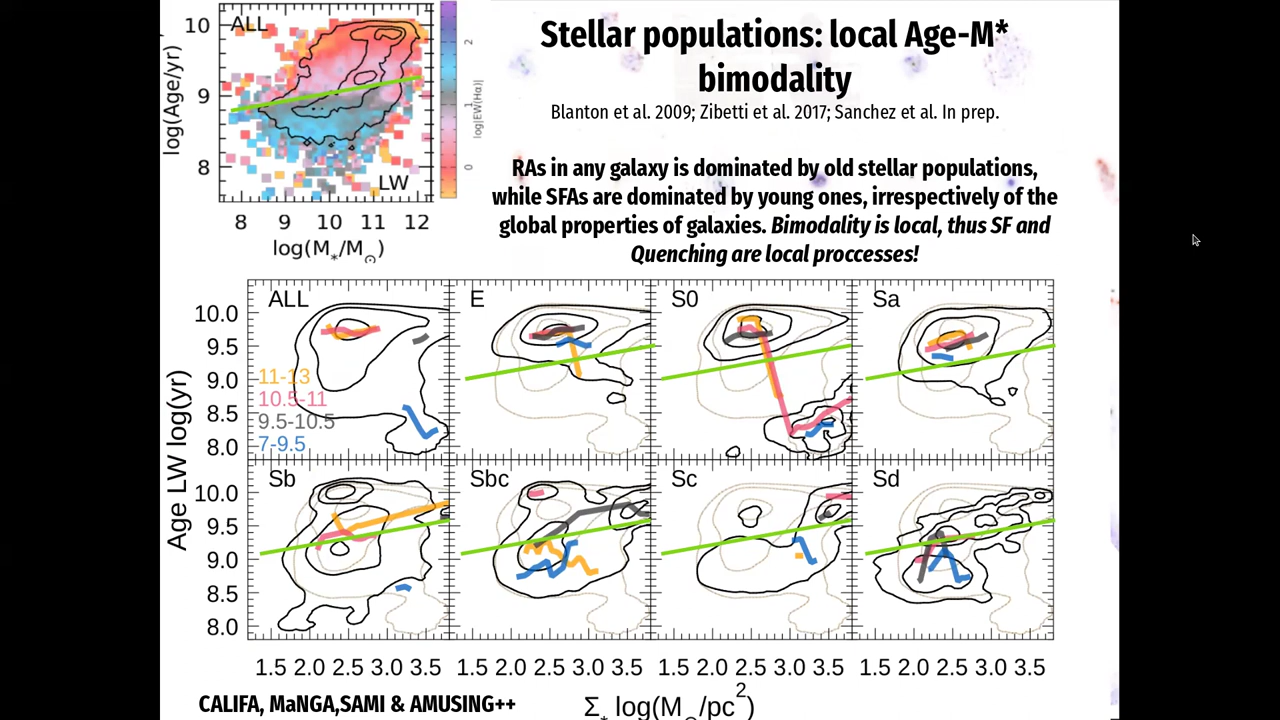 Stellar populations: local Age-M*
bimodality
Blanton et al. 2009; Zibetti et al. 2017; Sanchez et al. In prep.
RAs in any galaxy is dominated by old stellar populations,
while SFAs are dominated by young ones, irrespectively of the
global properties of galaxies. Bimodality is local, thus SF and
Quenching are local proccesses!
ALL
LW
log(Age/yr)
10
9
8
8 9 10 11 12
log(M*/M⊙)
2
1
0
log|EW(Hα)|
Age LW log(yr)
ALL E S0 Sa
10.0
9.5
9.0
8.5
8.0
11-13
10.5-11
9.5-10.5
7-9.5
Sb Sbc Sc Sd
10.0
9.5
9.0
8.5
8.0
1.5 2.0 2.5 3.0 3.5 1.5 2.0 2.5 3.0 3.5 1.5 2.0 2.5 3.0 3.5 1.5 2.0 2.5 3.0 3.5
Σ* log(M⊙/pc²)
CALIFA, MaNGA,SAMI & AMUSING++